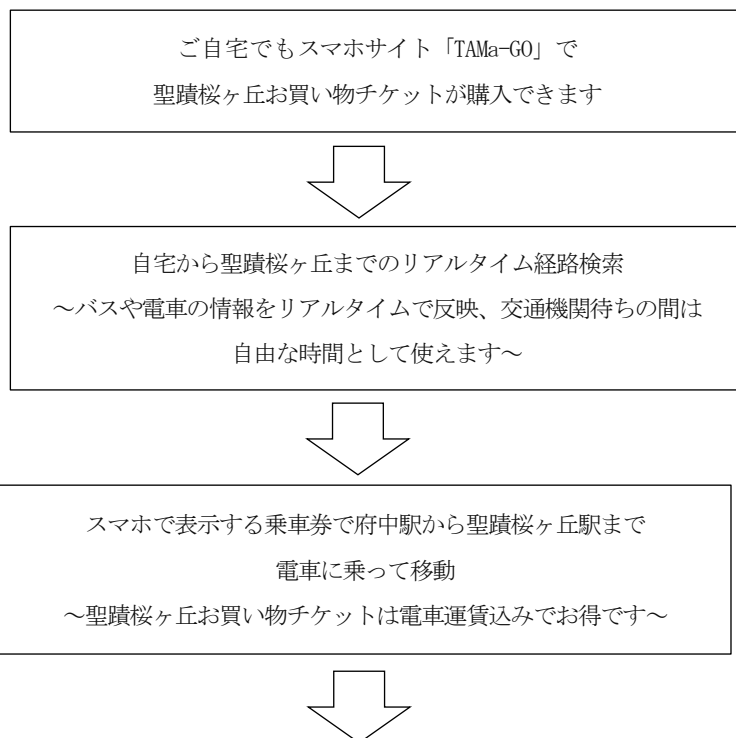 ご自宅でもスマホサイト「TAMa-GO」で
聖蹟桜ヶ丘お買い物チケットが購入できます
自宅から聖蹟桜ヶ丘までのリアルタイム経路検索
～バスや電車の情報をリアルタイムで反映、交通機関待ちの間は
自由な時間として使えます～
スマホで表示する乗車券で府中駅から聖蹟桜ヶ丘駅まで
電車に乗って移動
～聖蹟桜ヶ丘お買い物チケットは電車運賃込みでお得です～